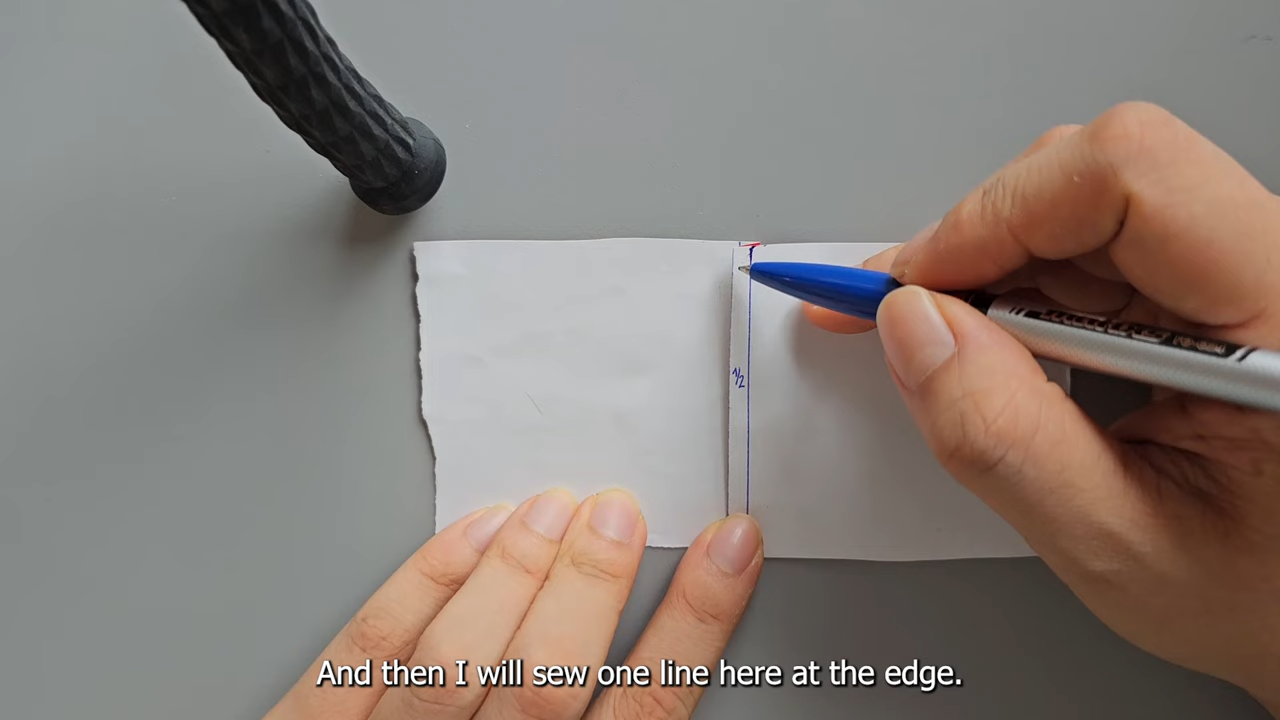 ½
And then I will sew one line here at the edge.